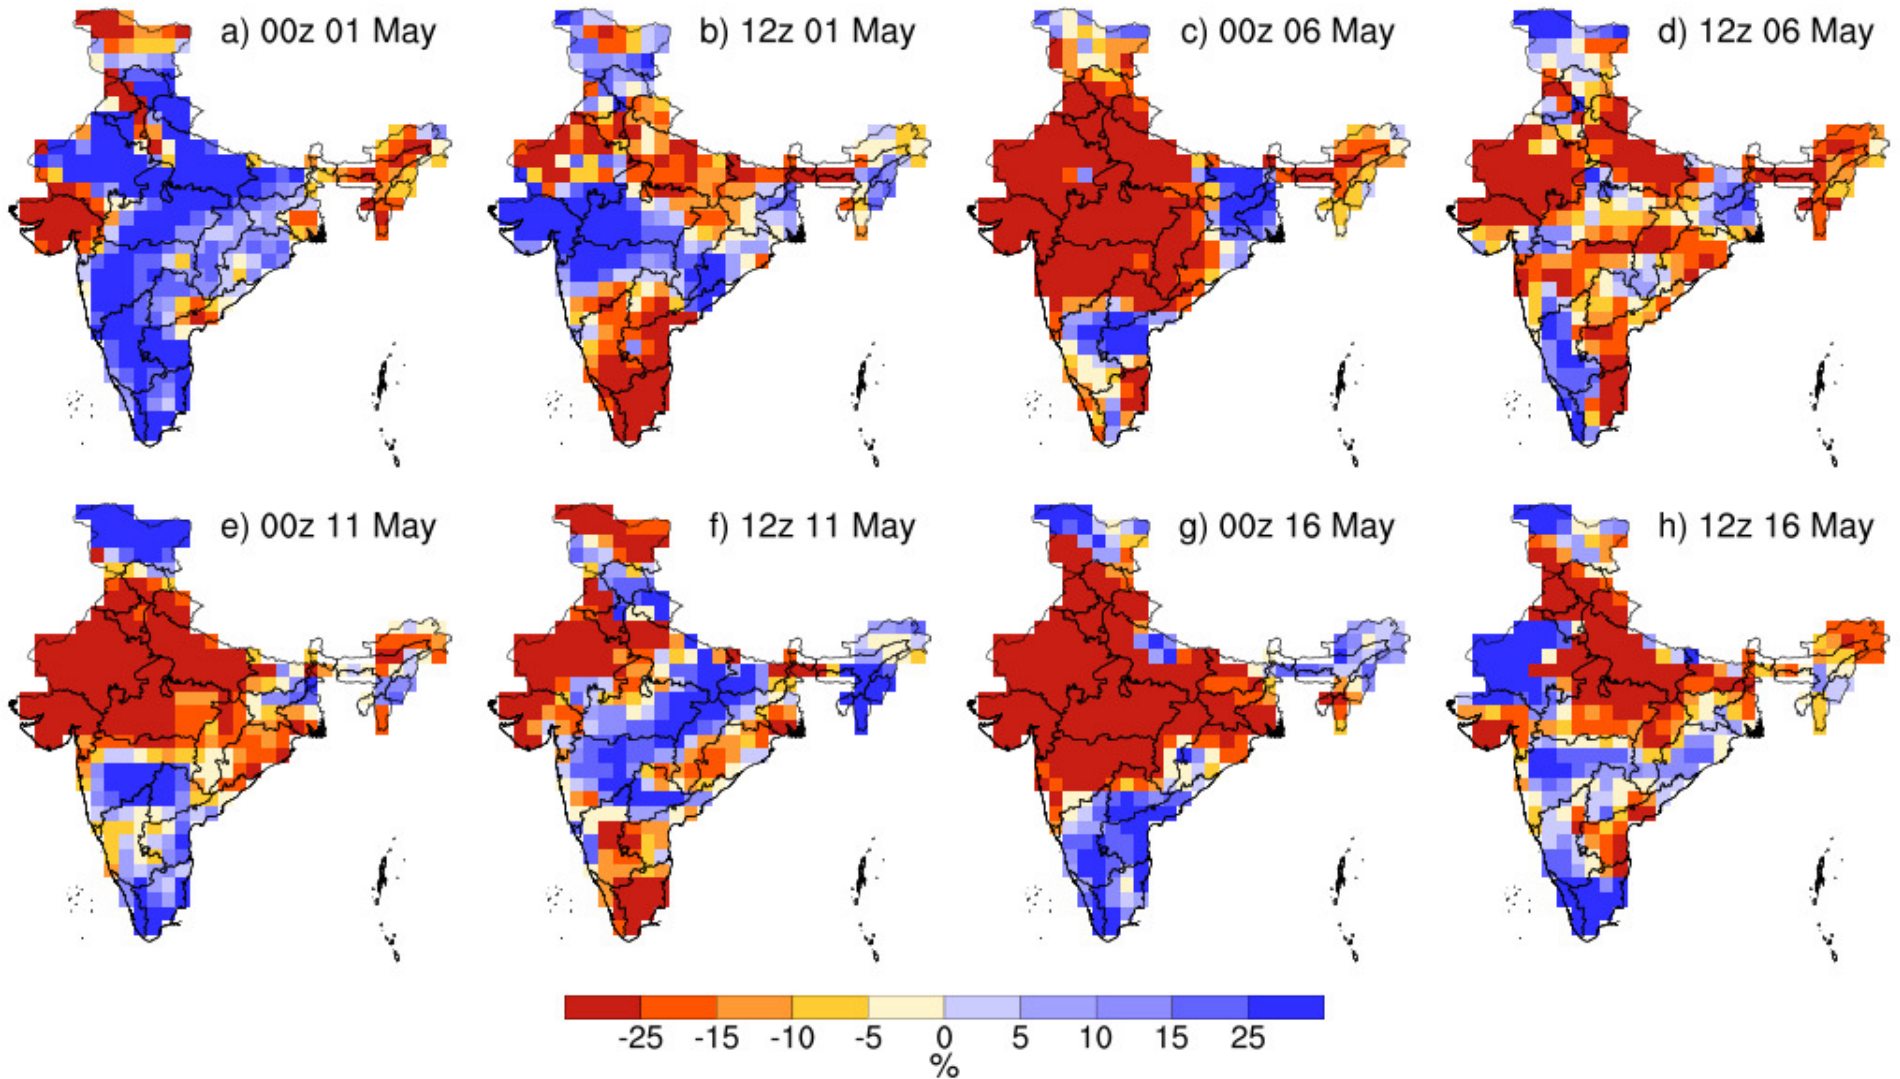 a) 00z 01 May
b) 12z 01 May
c) 00z 06 May
d) 12z 06 May
e) 00z 11 May
f) 12z 11 May
g) 00z 16 May
h) 12z 16 May
-25 -15 -10 -5 0 5 10 15 25
%